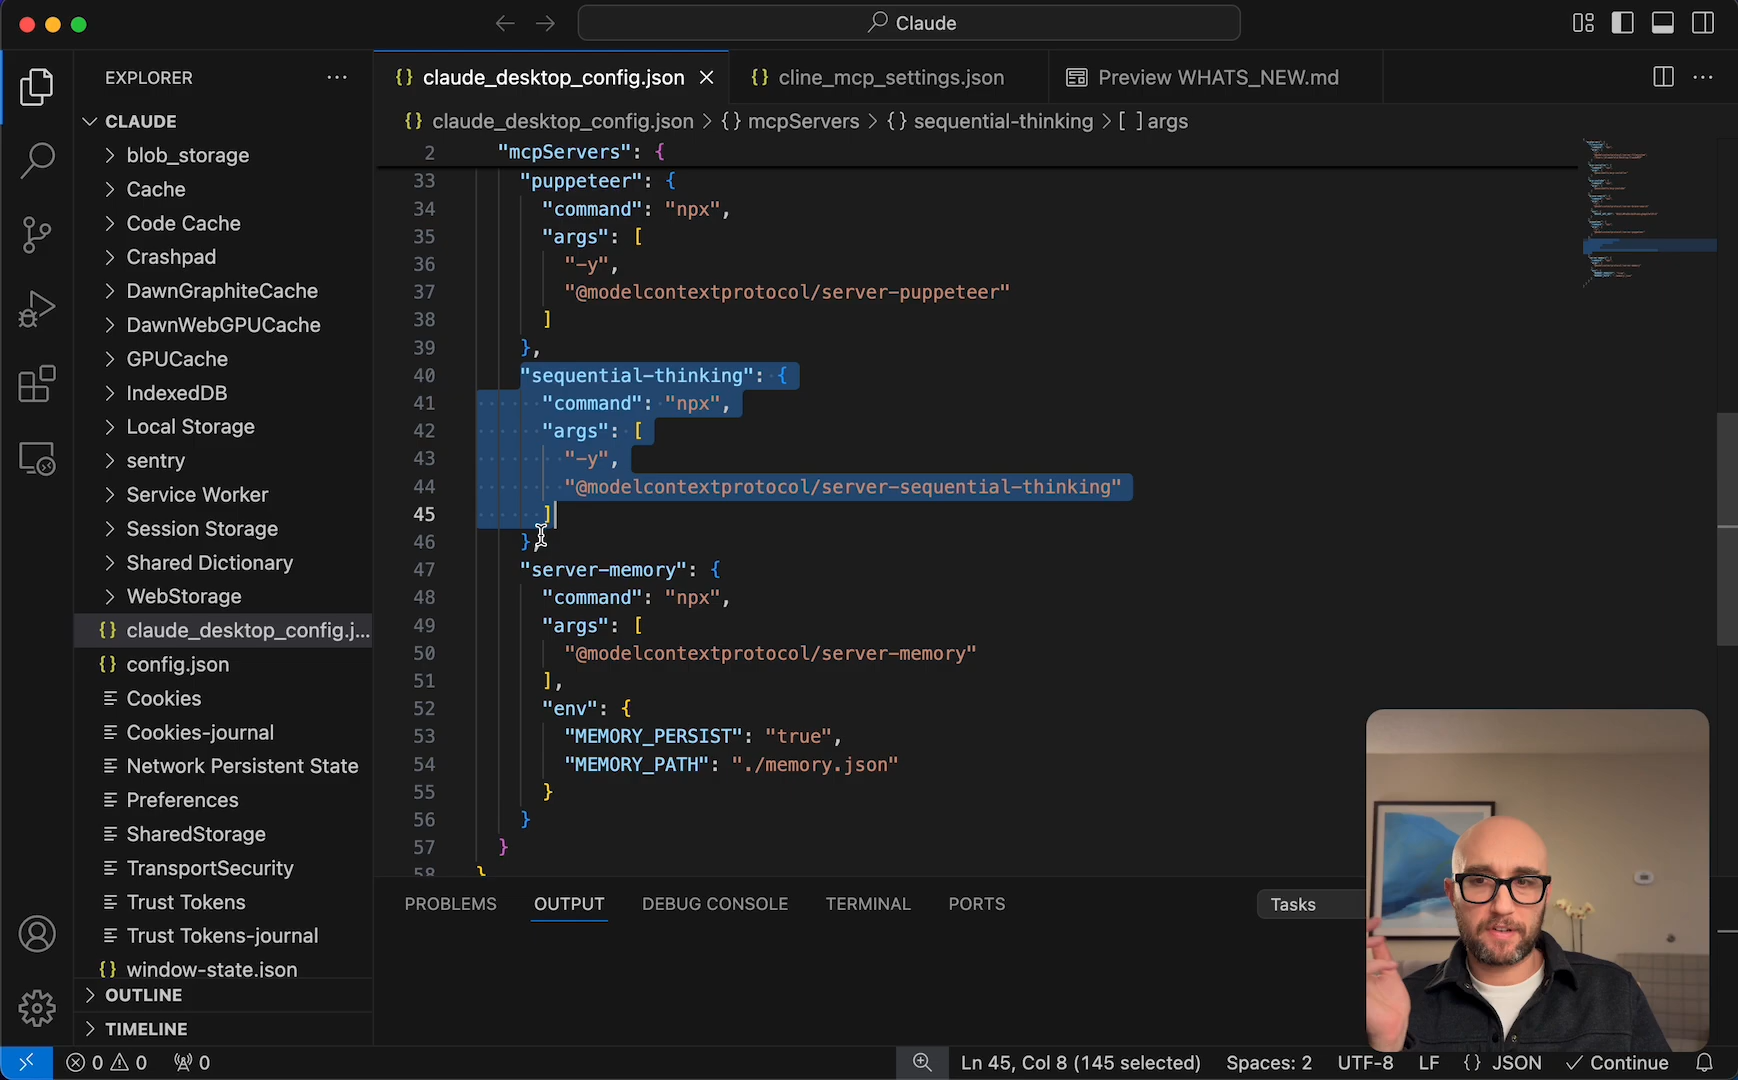 Claude
EXPLORER
CLAUDE
blob_storage
Cache
Code Cache
Crashpad
DawnGraphiteCache
DawnWebGPUCache
GPUCache
IndexedDB
Local Storage
sentry
Service Worker
Session Storage
Shared Dictionary
WebStorage
{} claude_desktop_config.j...
{} config.json
Cookies
Cookies-journal
Network Persistent State
Preferences
SharedStorage
TransportSecurity
Trust Tokens
Trust Tokens-journal
{} window-state.json
OUTLINE
TIMELINE
{} claude_desktop_config.json
{} cline_mcp_settings.json
Preview WHATS_NEW.md
{} claude_desktop_config.json > {} mcpServers > {} sequential-thinking > [ ] args
2 "mcpServers": {
33 "puppeteer": {
34 "command": "npx",
35 "args": [
36 "-y",
37 "@modelcontextprotocol/server-puppeteer"
38 ]
39 },
40 "sequential-thinking": {
41 "command": "npx",
42 "args": [
43 "-y",
44 "@modelcontextprotocol/server-sequential-thinking"
45 ]
46 },
47 "server-memory": {
48 "command": "npx",
49 "args": [
50 "@modelcontextprotocol/server-memory"
51 ],
52 "env": {
53 "MEMORY_PERSIST": "true",
54 "MEMORY_PATH": "./memory.json"
55 }
56 }
57 }
58 }
PROBLEMS OUTPUT DEBUG CONSOLE TERMINAL PORTS
Tasks
0 0 0
Ln 45, Col 8 (145 selected) Spaces: 2 UTF-8 LF {} JSON Continue